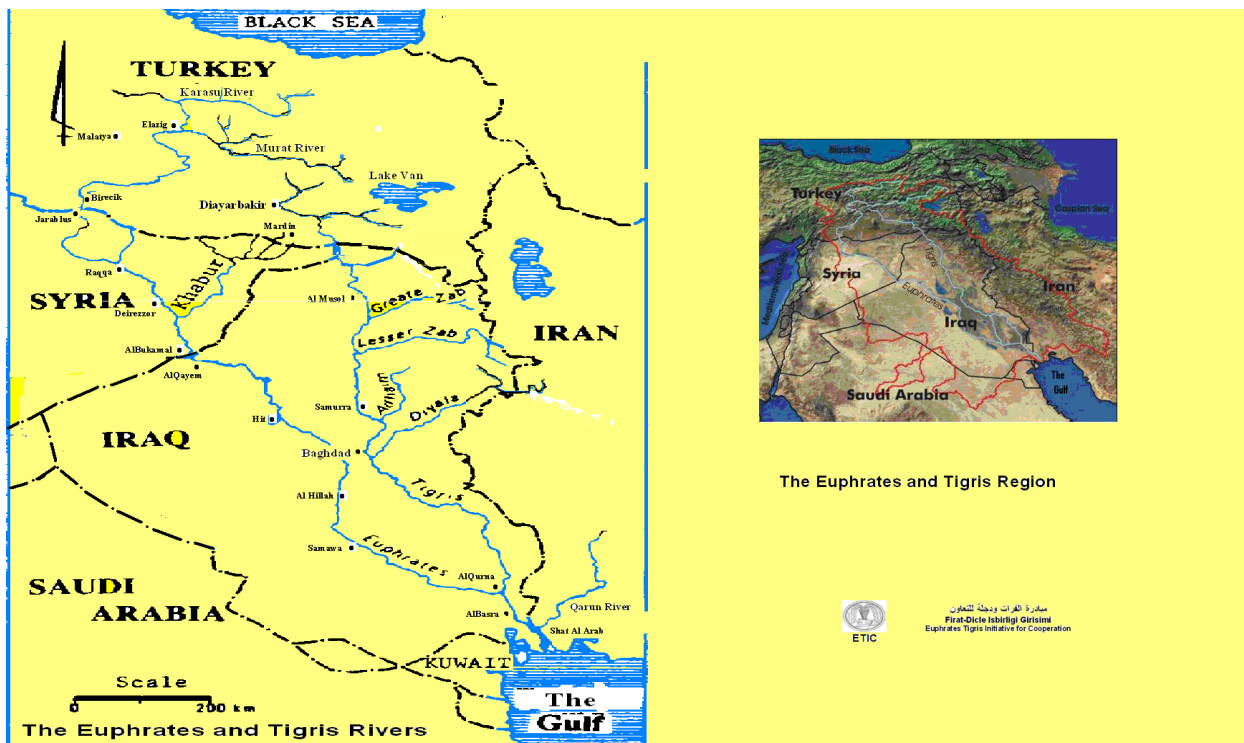 BLACK SEA
TURKEY
Karasu River
Elazig
Malatya
Murat River
Lake Van
Birecik
Diayarbakir
Jarablus
Mardin
Raqqa
Khabur
SYRIA
Al Musol
Greate Zab
Deirezzor
IRAN
Lesser Zab
AlBukamal
AlQayem
Adhaim
Samurra
Diyala
Hit
IRAQ
Baghdad
Tigris
Al Hillah
Samawa
Euphrates
AlQurna
SAUDI
ARABIA
AlBasra
Qarun River
Shat Al Arab
KUWAIT
Scale
0 200 km
The
Gulf
The Euphrates and Tigris Rivers
Black Sea
Turkey
Caspian Sea
Mediterranean Sea
Syria
Tigris
Iran
Euphrates
Iraq
The
Gulf
Saudi Arabia
The Euphrates and Tigris Region
ETIC
مبادرة الفرات ودجلة للتعاون
Firat-Dicle Isbirligi Girisimi
Euphrates Tigris Initiative for Cooperation